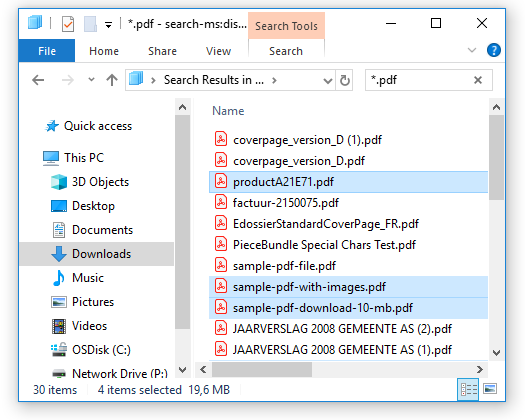 *.pdf - search-ms:dis...
Search Tools
File
Home
Share
View
Search
Search Results in ...
*.pdf
Name
Quick access
This PC
3D Objects
Desktop
Documents
Downloads
Music
Pictures
Videos
OSDisk (C:)
Network Drive (P:)
coverpage_version_D (1).pdf
coverpage_version_D.pdf
productA21E71.pdf
factuur-2150075.pdf
EdossierStandardCoverPage_FR.pdf
PieceBundle Special Chars Test.pdf
sample-pdf-file.pdf
sample-pdf-with-images.pdf
sample-pdf-download-10-mb.pdf
JAARVERSLAG 2008 GEMEENTE AS (2).pdf
JAARVERSLAG 2008 GEMEENTE AS (1).pdf
30 items 4 items selected 19,6 MB